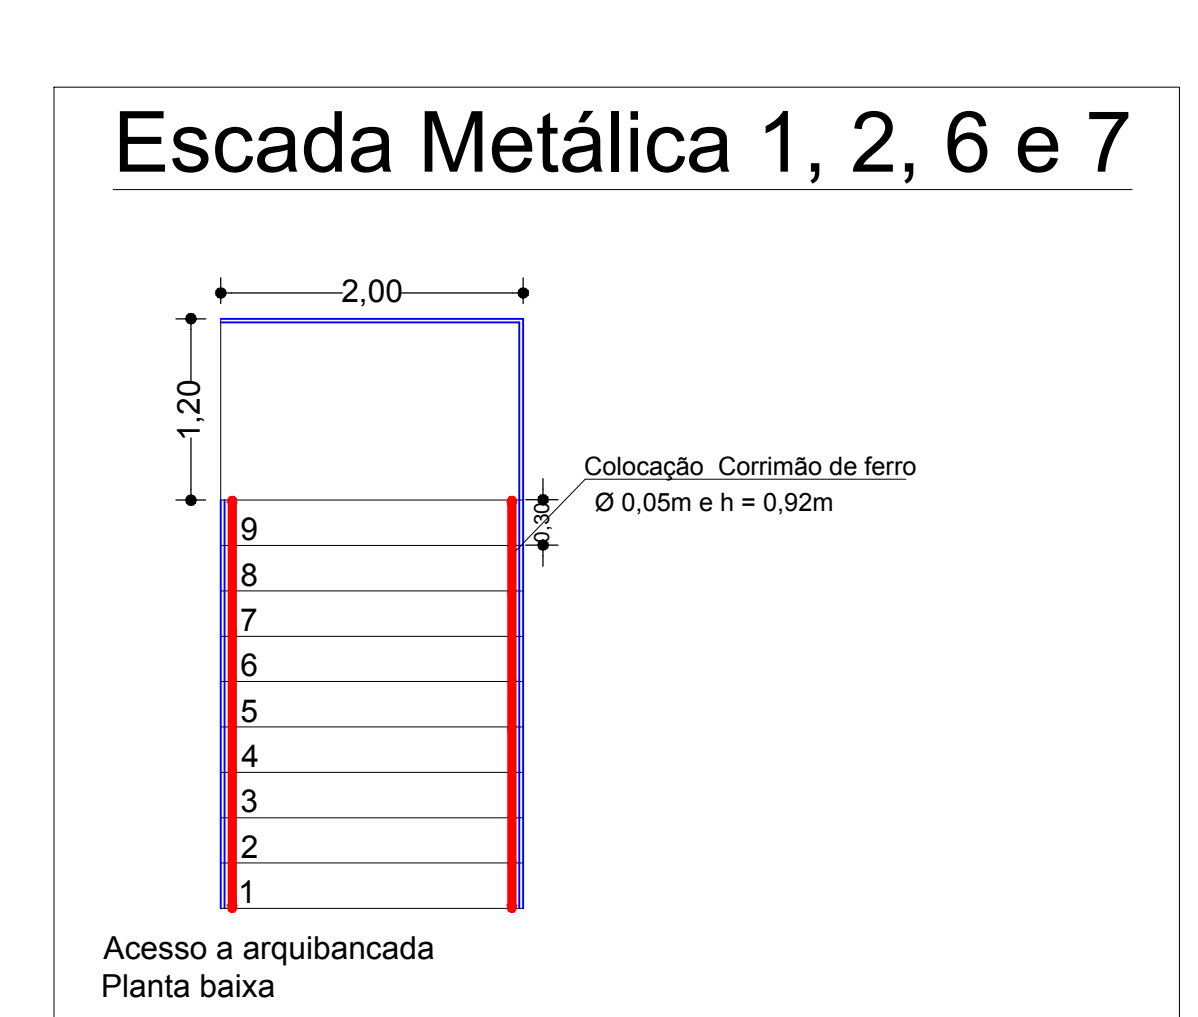 Escada Metálica 1, 2, 6 e 7
2,00
1,20
Colocação Corrimão de ferro
Ø 0,05m e h = 0,92m
0,30
9
8
7
6
5
4
3
2
1
Acesso a arquibancada
Planta baixa